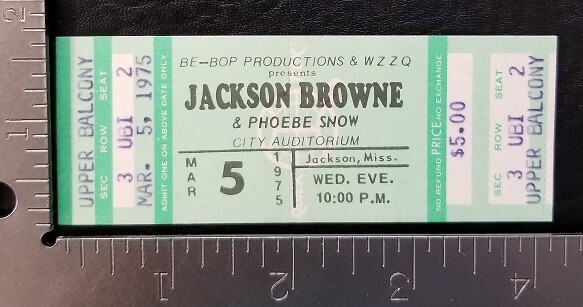 UPPER BALCONY
SEC ROW SEAT
3 UBI 2
MAR. 5, 1975
ADMIT ONE ON ABOVE DATE ONLY
BE-BOP PRODUCTIONS & WZZQ
presents
JACKSON BROWNE
& PHOEBE SNOW
CITY AUDITORIUM
MAR 5 1975
Jackson, Miss.
WED. EVE.
10:00 P.M.
NO REFUND PRICE NO EXCHANGE
$5.00
SEC ROW SEAT
3 UBI 2
UPPER BALCONY
1
1
2
3
4